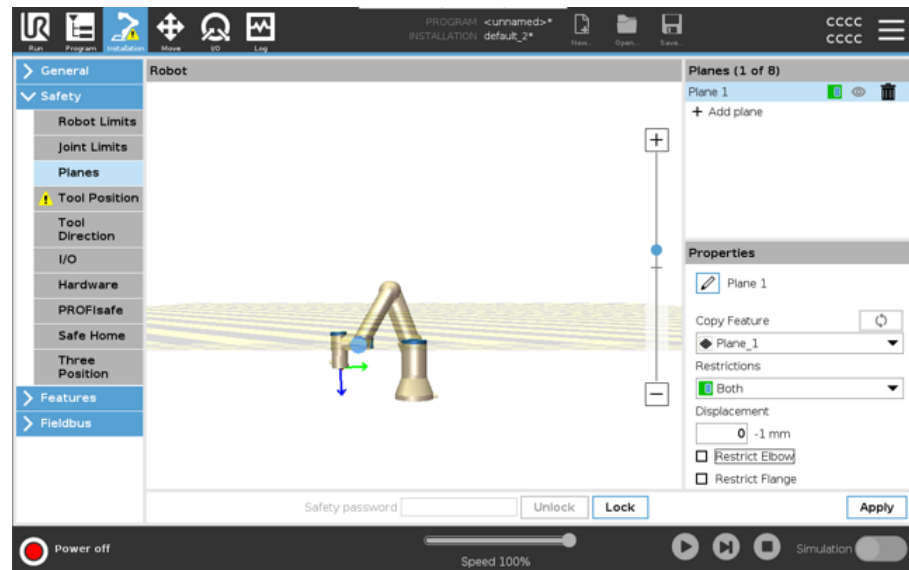 PROGRAM <unnamed>*
INSTALLATION default_2*
Run Program Installation Move I/O Log
New... Open... Save...
cccc
cccc
General
Safety
Robot Limits
Joint Limits
Planes
Tool Position
Tool
Direction
I/O
Hardware
PROFIsafe
Safe Home
Three
Position
Features
Fieldbus
Robot
Safety password
Unlock
Lock
Planes (1 of 8)
Plane 1
+ Add plane
Properties
Plane 1
Copy Feature
Plane_1
Restrictions
Both
Displacement
0 -1 mm
Restrict Elbow
Restrict Flange
Apply
Power off
Speed 100%
Simulation